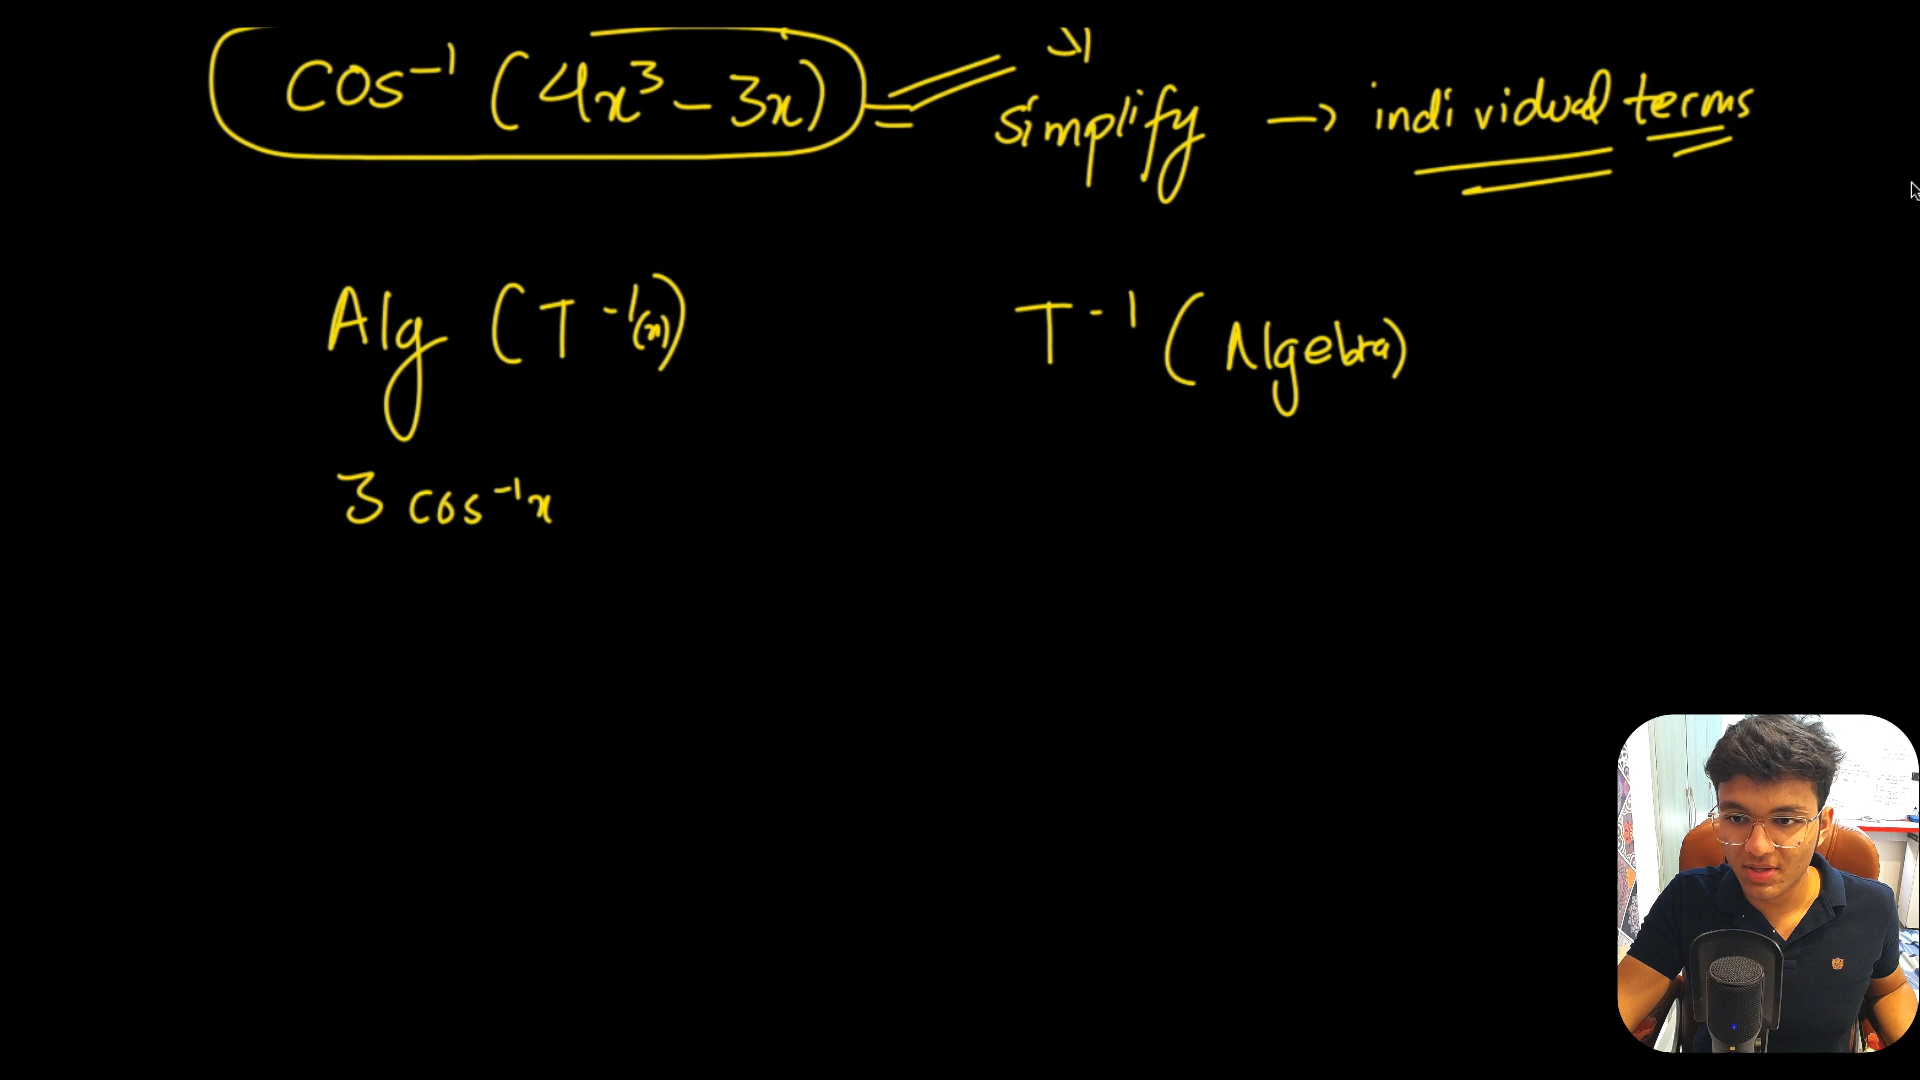 cos⁻¹ (4x³ - 3x) = simplify → individual terms
Alg (T⁻¹(x)) T⁻¹ (Algebra)
3 cos⁻¹x